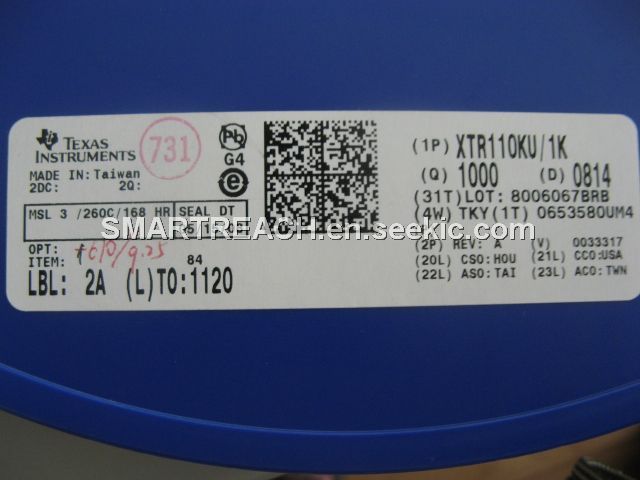 TEXAS INSTRUMENTS
731
Pb
G4
e
MADE IN: Taiwan
2DC: 2Q:
MSL 3 /260C/168 HR SEAL DT
OPT:
ITEM: 84
LBL: 2A (L)TO:1120
(1P) XTR110KU/1K
(Q) 1000 (D) 0814
(31T)LOT: 8006067BRB
(4W) TKY(1T) 0653580UM4
(2P) REV: A (V) 0033317
(20L) CSO:HOU (21L) CCO:USA
(22L) ASO:TAI (23L) ACO:TWN
SMARTREACH.en.seekic.com